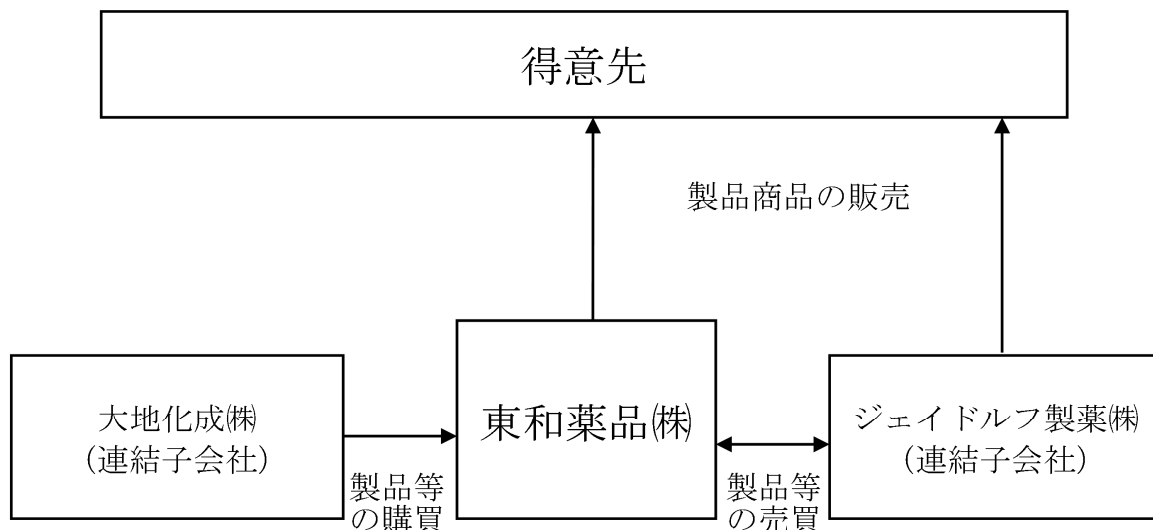 得意先
製品商品の販売
大地化成㈱
(連結子会社)
東和薬品㈱
ジェイドルフ製薬㈱
(連結子会社)
製品等
の購買
製品等
の売買